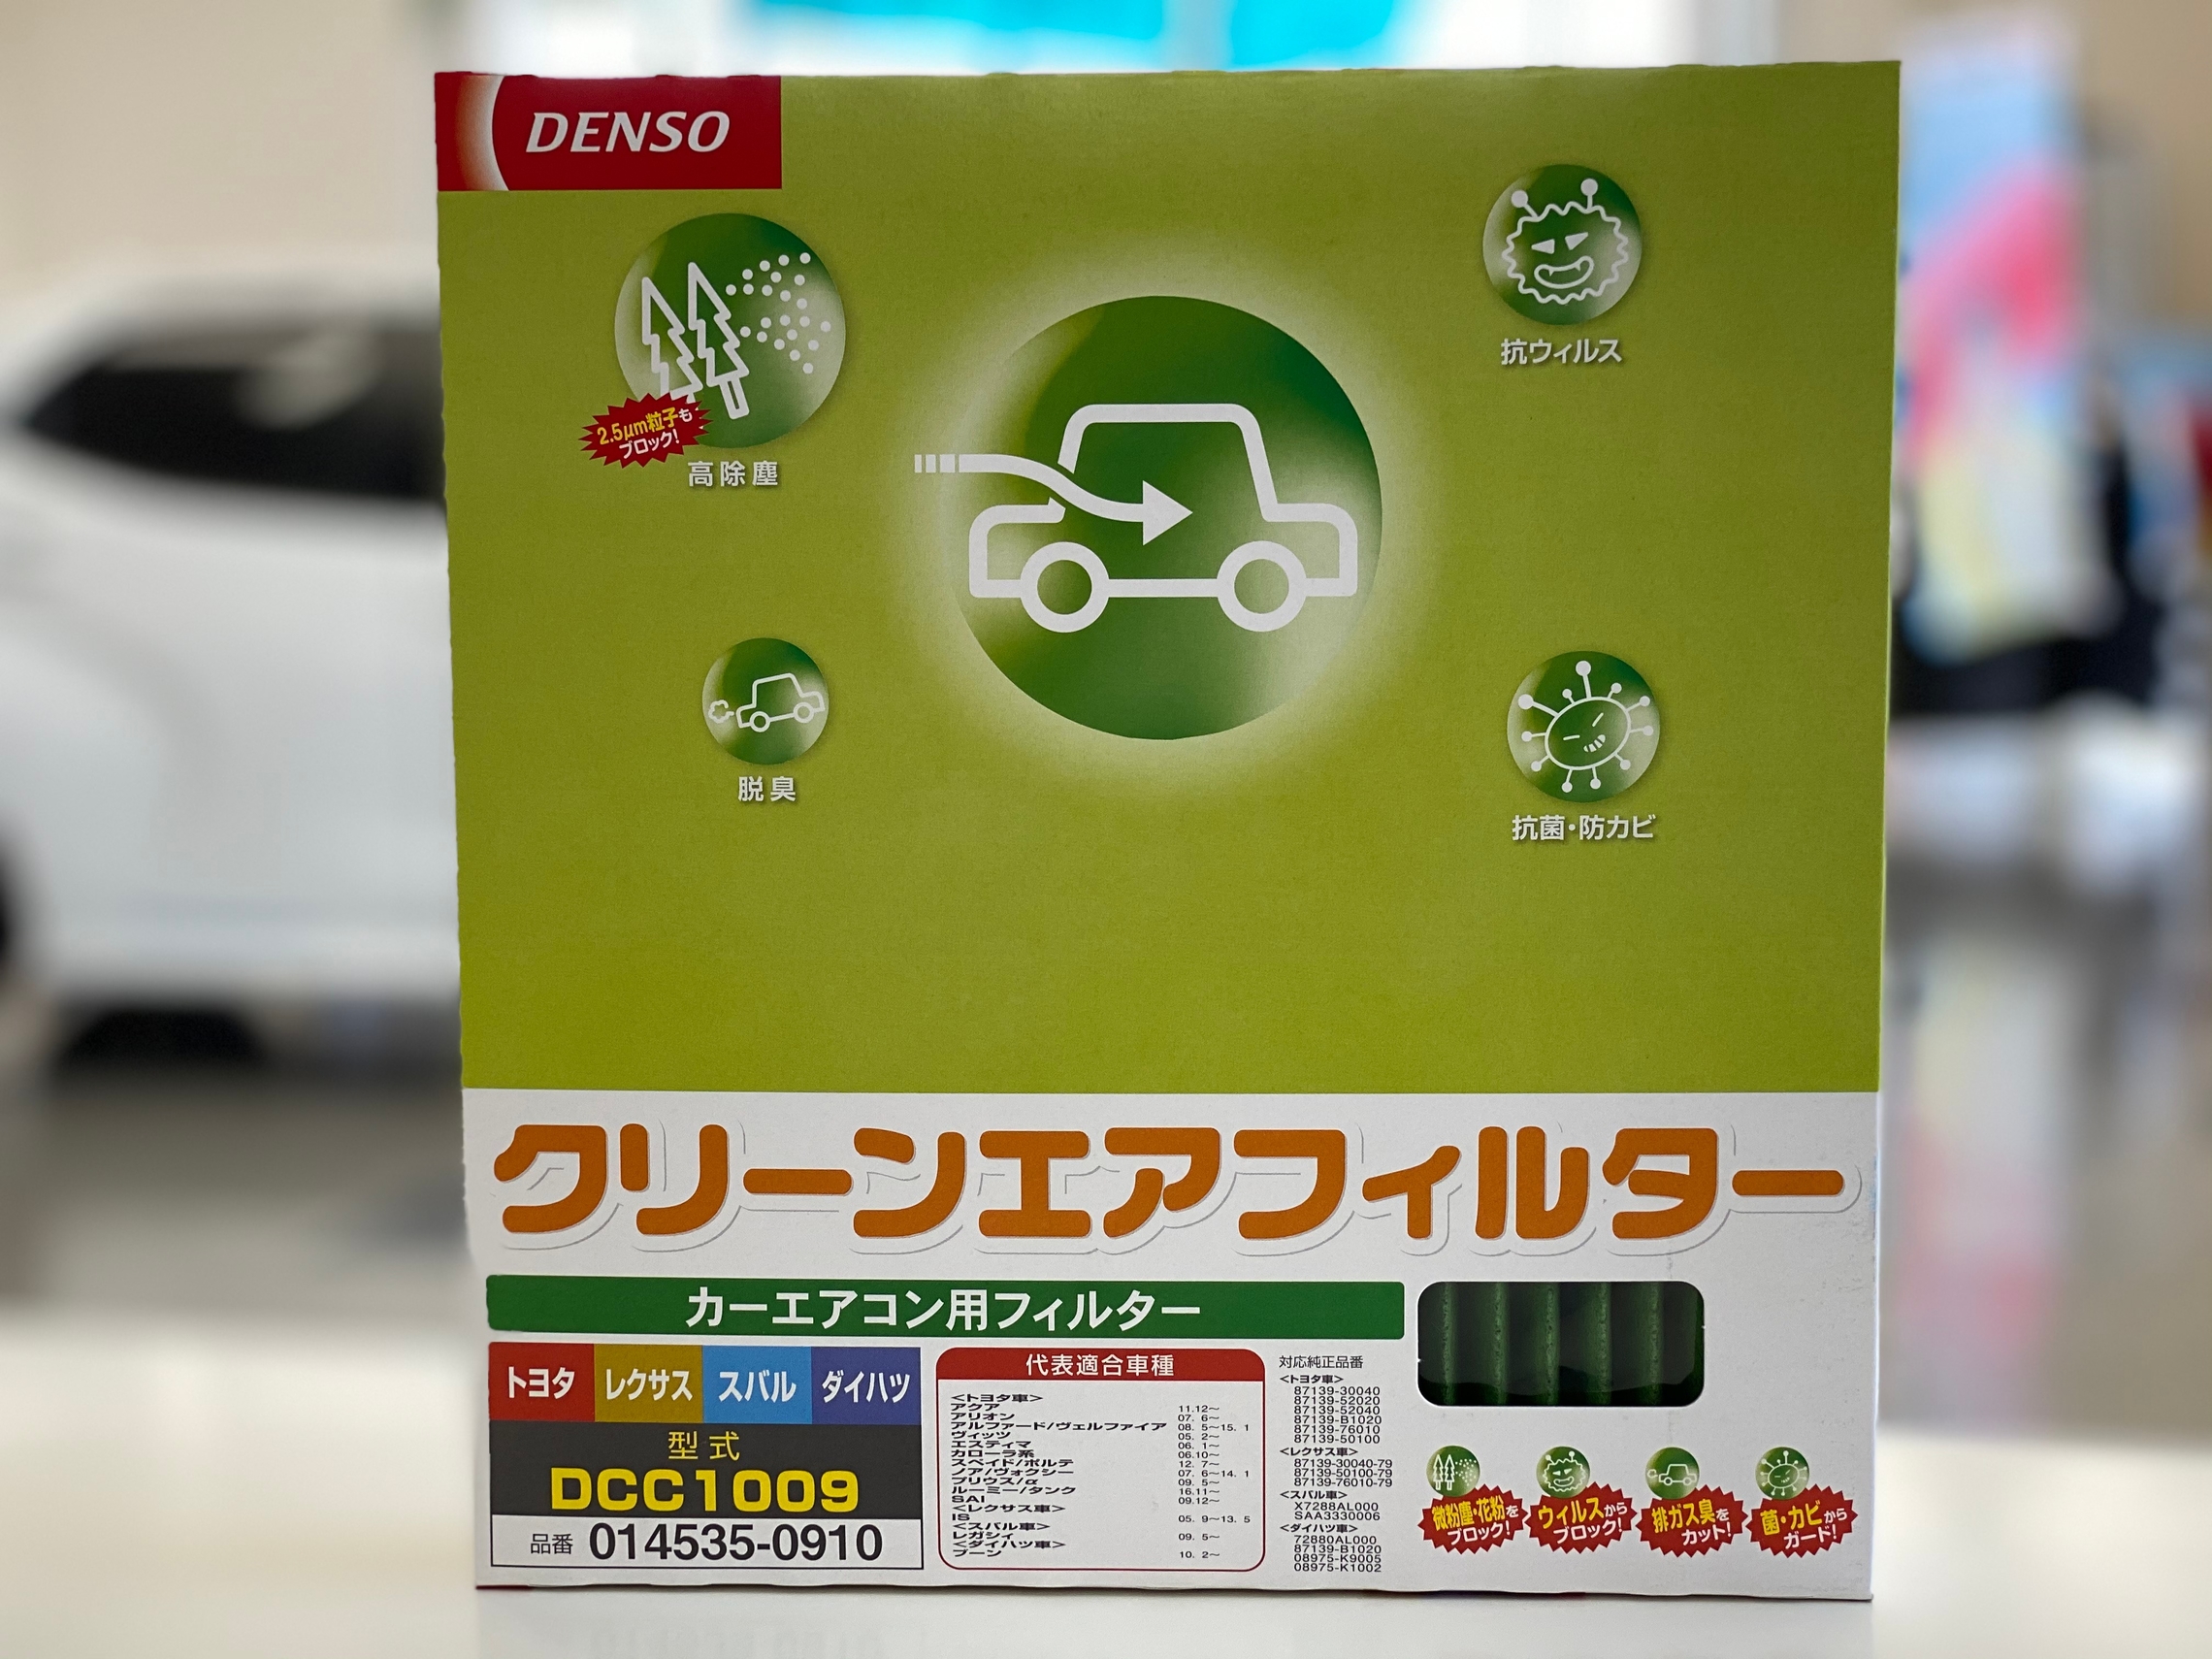 DENSO
抗ウィルス
2.5μm粒子も
ブロック!
高除塵
脱臭
抗菌・防カビ
クリーンエアフィルター
カーエアコン用フィルター
トヨタ レクサス スバル ダイハツ
型式
DCC1009
品番 014535-0910
代表適合車種
<トヨタ車>
アクア 11.12~
アリオン 07. 6~
アルファード/ヴェルファイア 08. 5~15. 1
ヴィッツ 05. 2~
エスティマ 06. 1~
カローラ系 06.10~
スペイド/ポルテ 12. 7~
ノア/ヴォクシー 07. 6~14. 1
プリウス/α 09. 5~
ルーミー/タンク 16.11~
SAI 09.12~
<レクサス車>
IS 05. 9~13. 5
<スバル車>
レガシィ 09. 5~
<ダイハツ車>
ブーン 10. 2~
対応純正品番
<トヨタ車>
87139-30040
87139-52020
87139-52040
87139-B1020
87139-76010
87139-50100
<レクサス車>
87139-30040-79
87139-50100-79
87139-76010-79
<スバル車>
X7288AL000
SAA3330006
<ダイハツ車>
72880AL000
87139-B1020
08975-K9005
08975-K1002
微粉塵・花粉を
ブロック!
ウィルスから
ブロック!
排ガス臭を
カット!
菌・カビから
ガード!